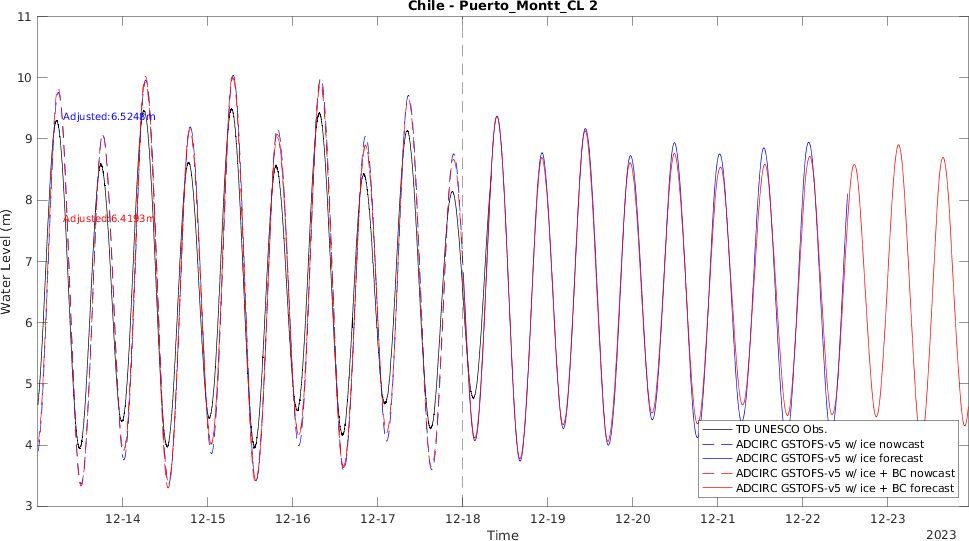 Chile - Puerto_Montt_CL 2
11
10
9
8
7
6
5
4
3
Water Level (m)
Adjusted:6.5248m
Adjusted:6.4193m
TD UNESCO Obs.
ADCIRC GSTOFS-v5 w/ ice nowcast
ADCIRC GSTOFS-v5 w/ ice forecast
ADCIRC GSTOFS-v5 w/ ice + BC nowcast
ADCIRC GSTOFS-v5 w/ ice + BC forecast
12-14 12-15 12-16 12-17 12-18 12-19 12-20 12-21 12-22 12-23
Time
2023